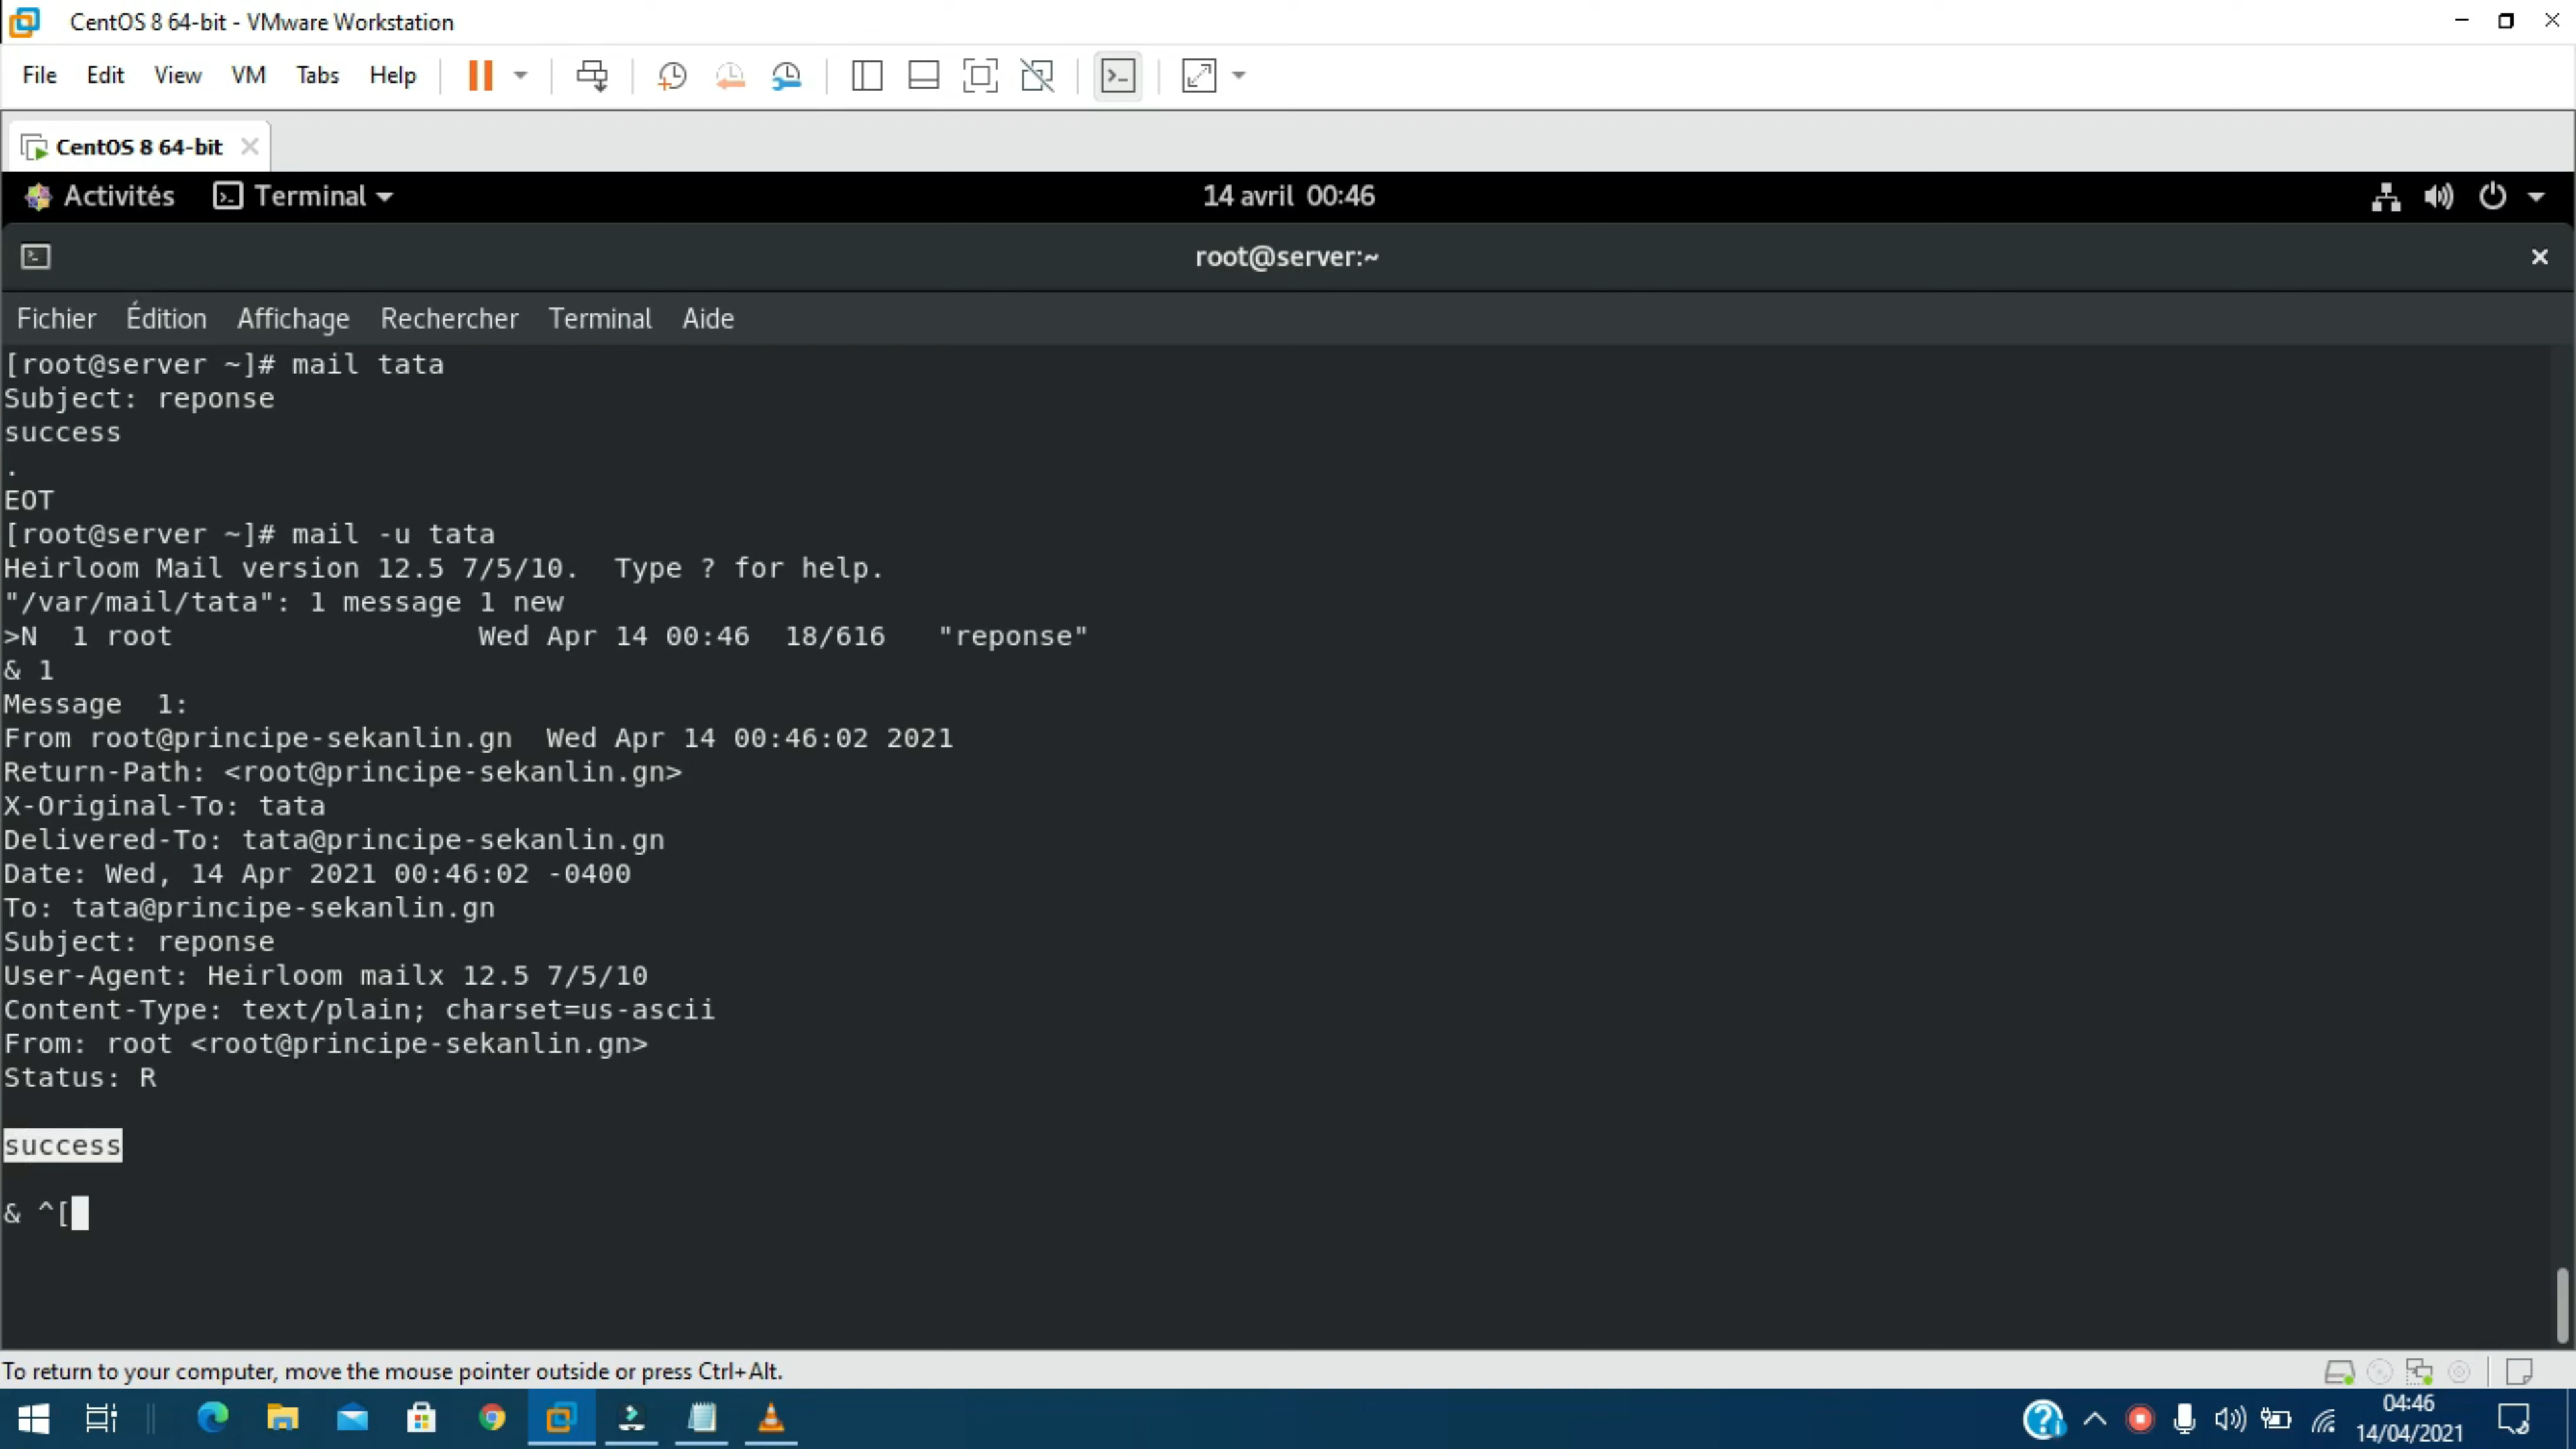 CentOS 8 64-bit - VMware Workstation
File Edit View VM Tabs Help
CentOS 8 64-bit
Activités Terminal 14 avril 00:46
root@server:~
Fichier Édition Affichage Rechercher Terminal Aide
[root@server ~]# mail tata
Subject: reponse
success
.
EOT
[root@server ~]# mail -u tata
Heirloom Mail version 12.5 7/5/10.  Type ? for help.
"/var/mail/tata": 1 message 1 new
>N  1 root                  Wed Apr 14 00:46  18/616   "reponse"
& 1
Message  1:
From root@principe-sekanlin.gn  Wed Apr 14 00:46:02 2021
Return-Path: <root@principe-sekanlin.gn>
X-Original-To: tata
Delivered-To: tata@principe-sekanlin.gn
Date: Wed, 14 Apr 2021 00:46:02 -0400
To: tata@principe-sekanlin.gn
Subject: reponse
User-Agent: Heirloom mailx 12.5 7/5/10
Content-Type: text/plain; charset=us-ascii
From: root <root@principe-sekanlin.gn>
Status: R
success
& ^[
To return to your computer, move the mouse pointer outside or press Ctrl+Alt.
04:46
14/04/2021